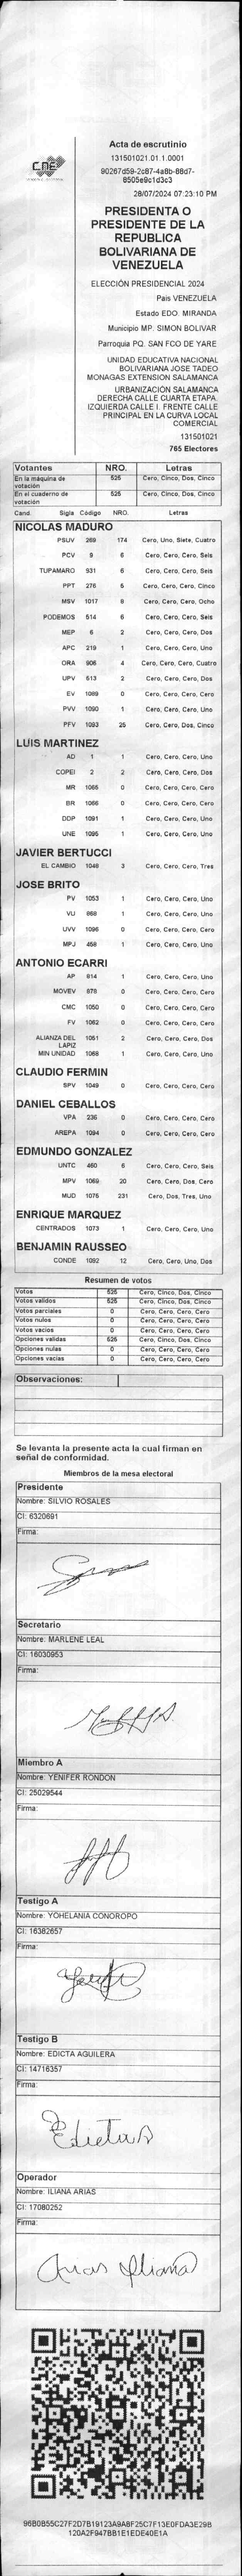 CNE
Acta de escrutinio
131501021.01.1.0001
90267d59-2c87-4a8b-88d7-
8505e9c1d3c3
28/07/2024 07:23:10 PM
PRESIDENTA O
PRESIDENTE DE LA
REPUBLICA
BOLIVARIANA DE
VENEZUELA
ELECCIÓN PRESIDENCIAL 2024
País VENEZUELA
Estado EDO. MIRANDA
Municipio MP. SIMON BOLIVAR
Parroquia PQ. SAN FCO DE YARE
UNIDAD EDUCATIVA NACIONAL
BOLIVARIANA JOSE TADEO
MONAGAS EXTENSION SALAMANCA
URBANIZACIÓN SALAMANCA
DERECHA CALLE CUARTA ETAPA.
IZQUIERDA CALLE I. FRENTE CALLE
PRINCIPAL EN LA CURVA LOCAL
COMERCIAL
131501021
765 Electores
Votantes NRO. Letras
En la máquina de votación 525 Cero, Cinco, Dos, Cinco
En el cuaderno de votación 525 Cero, Cinco, Dos, Cinco
Cand. Sigla Código NRO. Letras
NICOLAS MADURO
PSUV 269 174 Cero, Uno, Siete, Cuatro
PCV 9 6 Cero, Cero, Cero, Seis
TUPAMARO 931 6 Cero, Cero, Cero, Seis
PPT 276 5 Cero, Cero, Cero, Cinco
MSV 1017 8 Cero, Cero, Cero, Ocho
PODEMOS 514 6 Cero, Cero, Cero, Seis
MEP 6 2 Cero, Cero, Cero, Dos
APC 219 1 Cero, Cero, Cero, Uno
ORA 906 4 Cero, Cero, Cero, Cuatro
UPV 513 2 Cero, Cero, Cero, Dos
EV 1089 0 Cero, Cero, Cero, Cero
PVV 1090 1 Cero, Cero, Cero, Uno
PFV 1093 25 Cero, Cero, Dos, Cinco
LUIS MARTINEZ
AD 1 1 Cero, Cero, Cero, Uno
COPEI 2 2 Cero, Cero, Cero, Dos
MR 1065 0 Cero, Cero, Cero, Cero
BR 1066 0 Cero, Cero, Cero, Cero
DDP 1091 1 Cero, Cero, Cero, Uno
UNE 1095 1 Cero, Cero, Cero, Uno
JAVIER BERTUCCI
EL CAMBIO 1048 3 Cero, Cero, Cero, Tres
JOSE BRITO
PV 1053 1 Cero, Cero, Cero, Uno
VU 868 1 Cero, Cero, Cero, Uno
UVV 1096 0 Cero, Cero, Cero, Cero
MPJ 458 1 Cero, Cero, Cero, Uno
ANTONIO ECARRI
AP 914 1 Cero, Cero, Cero, Uno
MOVEV 878 0 Cero, Cero, Cero, Cero
CMC 1050 0 Cero, Cero, Cero, Cero
FV 1062 0 Cero, Cero, Cero, Cero
ALIANZA DEL LAPIZ 1051 2 Cero, Cero, Cero, Dos
MIN UNIDAD 1068 1 Cero, Cero, Cero, Uno
CLAUDIO FERMIN
SPV 1049 0 Cero, Cero, Cero, Cero
DANIEL CEBALLOS
VPA 236 0 Cero, Cero, Cero, Cero
AREPA 1094 0 Cero, Cero, Cero, Cero
EDMUNDO GONZALEZ
UNTC 460 6 Cero, Cero, Cero, Seis
MPV 1069 20 Cero, Cero, Dos, Cero
MUD 1075 231 Cero, Dos, Tres, Uno
ENRIQUE MARQUEZ
CENTRADOS 1073 1 Cero, Cero, Cero, Uno
BENJAMIN RAUSSEO
CONDE 1092 12 Cero, Cero, Uno, Dos
Resumen de votos
Votos 525 Cero, Cinco, Dos, Cinco
Votos validos 525 Cero, Cinco, Dos, Cinco
Votos parciales 0 Cero, Cero, Cero, Cero
Votos nulos 0 Cero, Cero, Cero, Cero
Votos vacios 0 Cero, Cero, Cero, Cero
Opciones validas 525 Cero, Cinco, Dos, Cinco
Opciones nulas 0 Cero, Cero, Cero, Cero
Opciones vacias 0 Cero, Cero, Cero, Cero
Observaciones:
Se levanta la presente acta la cual firman en
señal de conformidad.
Miembros de la mesa electoral
Presidente
Nombre: SILVIO ROSALES
CI: 6320691
Firma:
Secretario
Nombre: MARLENE LEAL
CI: 16030953
Firma:
Miembro A
Nombre: YENIFER RONDON
CI: 25029544
Firma:
Testigo A
Nombre: YOHELANIA CONOROPO
CI: 16382657
Firma:
Testigo B
Nombre: EDICTA AGUILERA
CI: 14716357
Firma:
Operador
Nombre: ILIANA ARIAS
CI: 17080252
Firma:
Arias Iliana
96B0B55C27F2D7B19123A9A8F25C7F13E0FDA3E29B
120A2F947BB1E1EDE40E1A